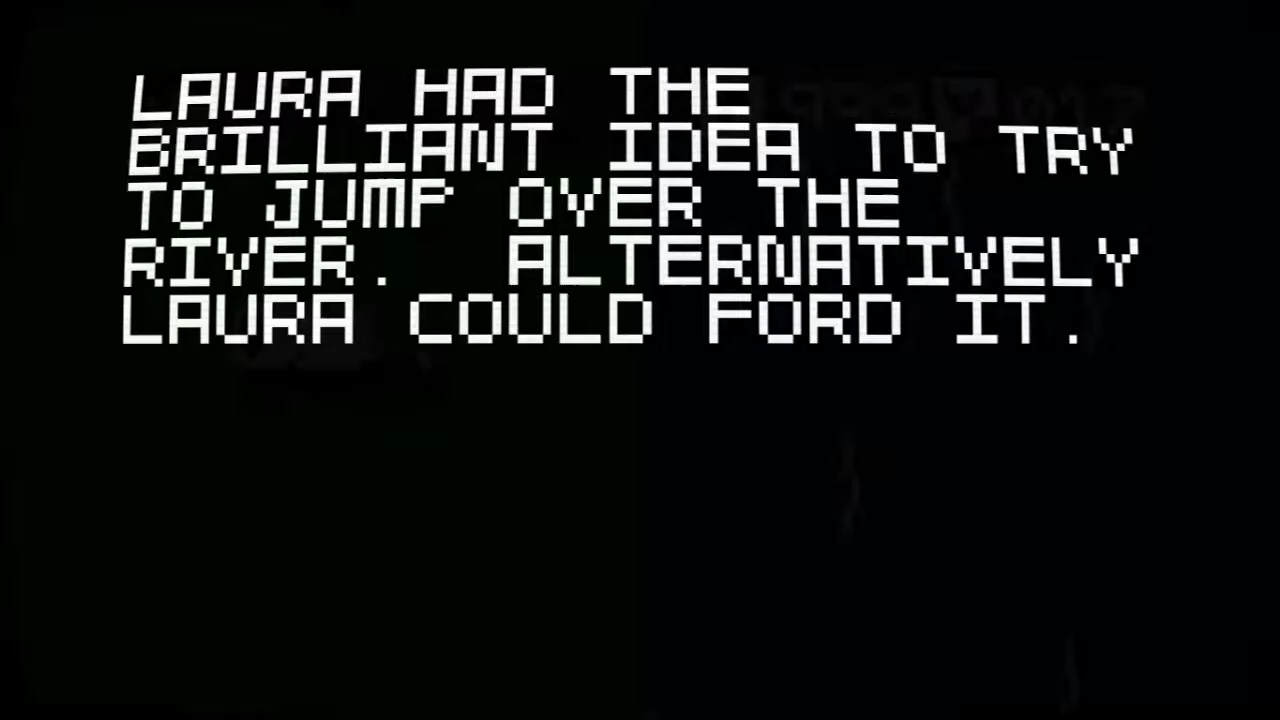 LAURA HAD THE
BRILLIANT IDEA TO TRY
TO JUMP OVER THE
RIVER.  ALTERNATIVELY
LAURA COULD FORD IT.